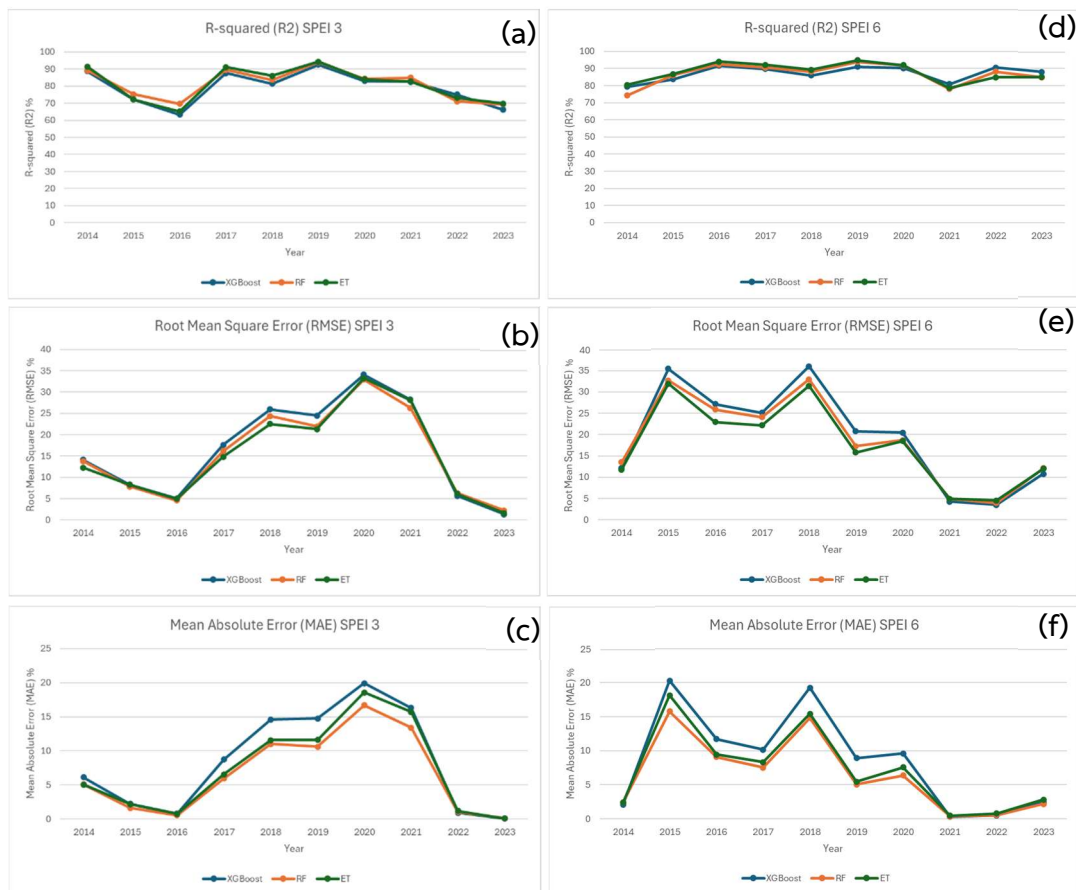 R-squared (R2) SPEI 3
(a)
R-squared (R2) %
100
90
80
70
60
50
40
30
20
10
0
2014 2015 2016 2017 2018 2019 2020 2021 2022 2023
Year
XGBoost RF ET
R-squared (R2) SPEI 6
(d)
R-squared (R2) %
100
90
80
70
60
50
40
30
20
10
0
2014 2015 2016 2017 2018 2019 2020 2021 2022 2023
Year
XGBoost RF ET
Root Mean Square Error (RMSE) SPEI 3
(b)
Root Mean Square Error (RMSE) %
40
35
30
25
20
15
10
5
0
2014 2015 2016 2017 2018 2019 2020 2021 2022 2023
Year
XGBoost RF ET
Root Mean Square Error (RMSE) SPEI 6
(e)
Root Mean Square Error (RMSE) %
40
35
30
25
20
15
10
5
0
2014 2015 2016 2017 2018 2019 2020 2021 2022 2023
Year
XGBoost RF ET
Mean Absolute Error (MAE) SPEI 3
(c)
Mean Absolute Error (MAE) %
25
20
15
10
5
0
2014 2015 2016 2017 2018 2019 2020 2021 2022 2023
Year
XGBoost RF ET
Mean Absolute Error (MAE) SPEI 6
(f)
Mean Absolute Error (MAE) %
25
20
15
10
5
0
2014 2015 2016 2017 2018 2019 2020 2021 2022 2023
Year
XGBoost RF ET